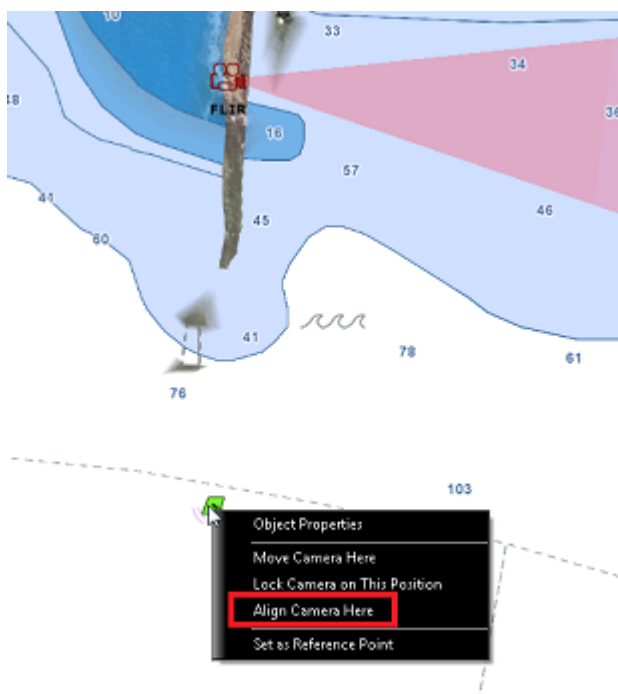 10
33
34
48
36
FLIR
16
57
41
45
46
60
41
78
61
76
103
Object Properties
Move Camera Here
Lock Camera on This Position
Align Camera Here
Set as Reference Point